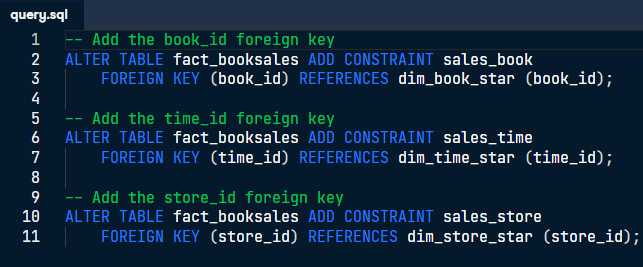 query.sql
1 -- Add the book_id foreign key
2 ALTER TABLE fact_booksales ADD CONSTRAINT sales_book
3     FOREIGN KEY (book_id) REFERENCES dim_book_star (book_id);
4
5 -- Add the time_id foreign key
6 ALTER TABLE fact_booksales ADD CONSTRAINT sales_time
7     FOREIGN KEY (time_id) REFERENCES dim_time_star (time_id);
8
9 -- Add the store_id foreign key
10 ALTER TABLE fact_booksales ADD CONSTRAINT sales_store
11     FOREIGN KEY (store_id) REFERENCES dim_store_star (store_id);